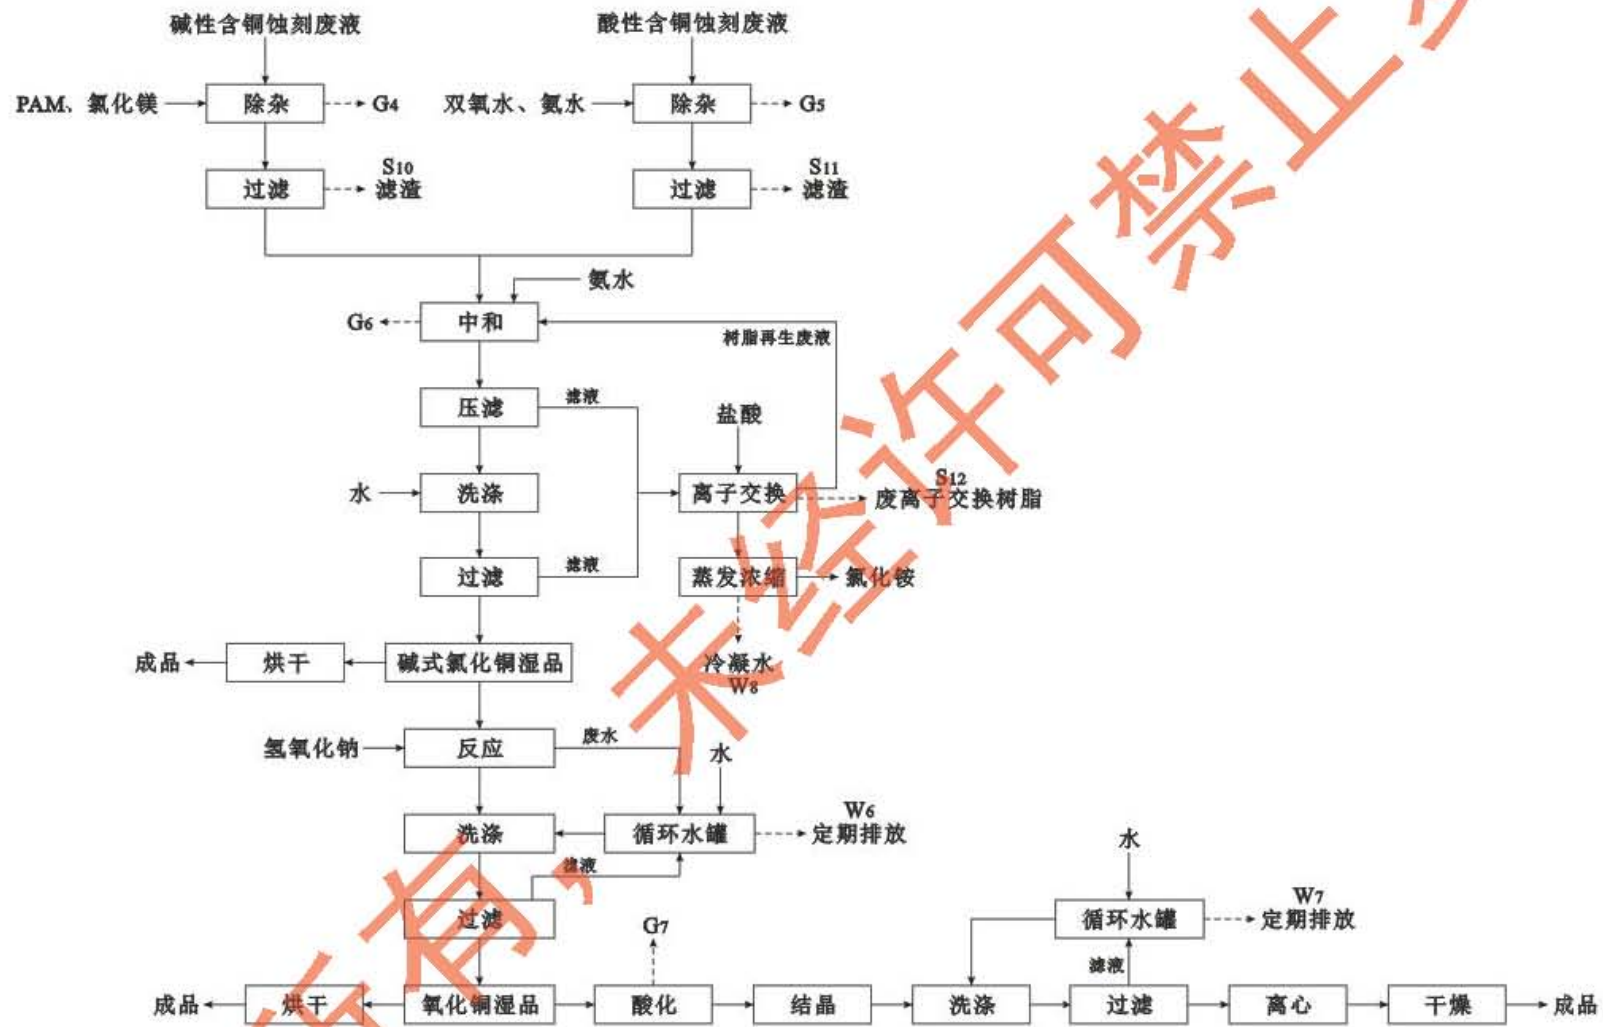 碱性含铜蚀刻废液
酸性含铜蚀刻废液
PAM、氯化镁
除杂
G4
双氧水、氨水
除杂
G5
过滤
S10
滤渣
过滤
S11
滤渣
氨水
G6
中和
树脂再生废液
压滤
滤液
盐酸
水
洗涤
离子交换
S12
废离子交换树脂
过滤
滤液
蒸发浓缩
氯化铵
成品
烘干
碱式氯化铜湿品
冷凝水
W8
氢氧化钠
反应
废水
水
洗涤
循环水罐
W6
定期排放
滤液
过滤
水
循环水罐
W7
定期排放
G7
滤液
成品
烘干
氧化铜湿品
酸化
结晶
洗涤
过滤
离心
干燥
成品
所有，未经许可禁止